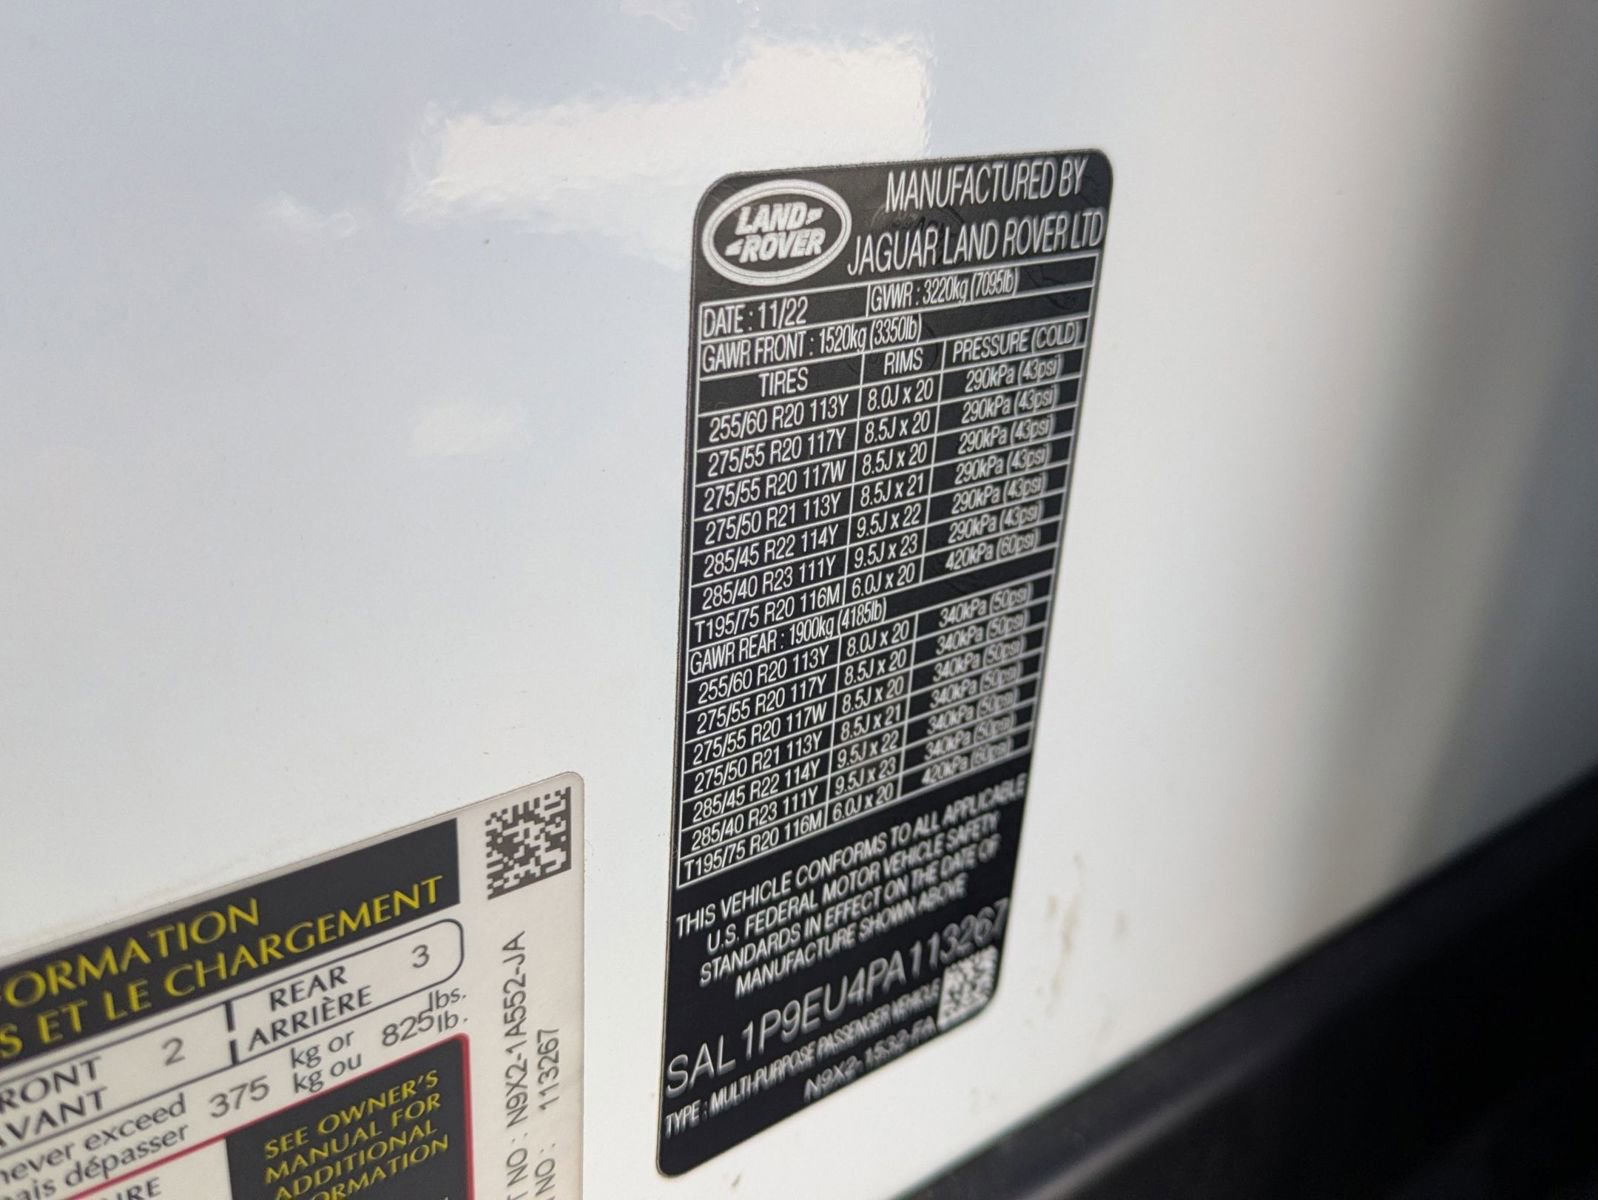 LAND ROVER
MANUFACTURED BY
JAGUAR LAND ROVER LTD
DATE : 11/22 GVWR : 3220kg (7095lb)
GAWR FRONT : 1520kg (3350lb)
TIRES RIMS PRESSURE (COLD)
255/60 R20 113Y 8.0J x 20 290kPa (43psi)
275/55 R20 117Y 8.5J x 20 290kPa (43psi)
275/55 R20 117W 8.5J x 20 290kPa (43psi)
275/50 R21 113Y 8.5J x 21 290kPa (43psi)
285/45 R22 114Y 9.5J x 22 290kPa (43psi)
285/40 R23 111Y 9.5J x 23 290kPa (43psi)
T195/75 R20 116M 6.0J x 20 420kPa (60psi)
GAWR REAR : 1900kg (4185lb)
255/60 R20 113Y 8.0J x 20 340kPa (50psi)
275/55 R20 117Y 8.5J x 20 340kPa (50psi)
275/55 R20 117W 8.5J x 20 340kPa (50psi)
275/50 R21 113Y 8.5J x 21 340kPa (50psi)
285/45 R22 114Y 9.5J x 22 340kPa (50psi)
285/40 R23 111Y 9.5J x 23 340kPa (50psi)
T195/75 R20 116M 6.0J x 20 420kPa (60psi)
THIS VEHICLE CONFORMS TO ALL APPLICABLE
U.S. FEDERAL MOTOR VEHICLE SAFETY
STANDARDS IN EFFECT ON THE DATE OF
MANUFACTURE SHOWN ABOVE
SAL1P9EU4PA113267
TYPE : MULTI-PURPOSE PASSENGER VEHICLE
N9X2-1532-FA
ORMATION
S ET LE CHARGEMENT
RONT 2 REAR 3
AVANT ARRIÈRE
never exceed 375 kg or 825 lbs.
ais dépasser kg ou lb.
IRE
SEE OWNER'S
MANUAL FOR
ADDITIONAL
ORMATION
T NO : N9X2-1A552-JA
NO : 113267